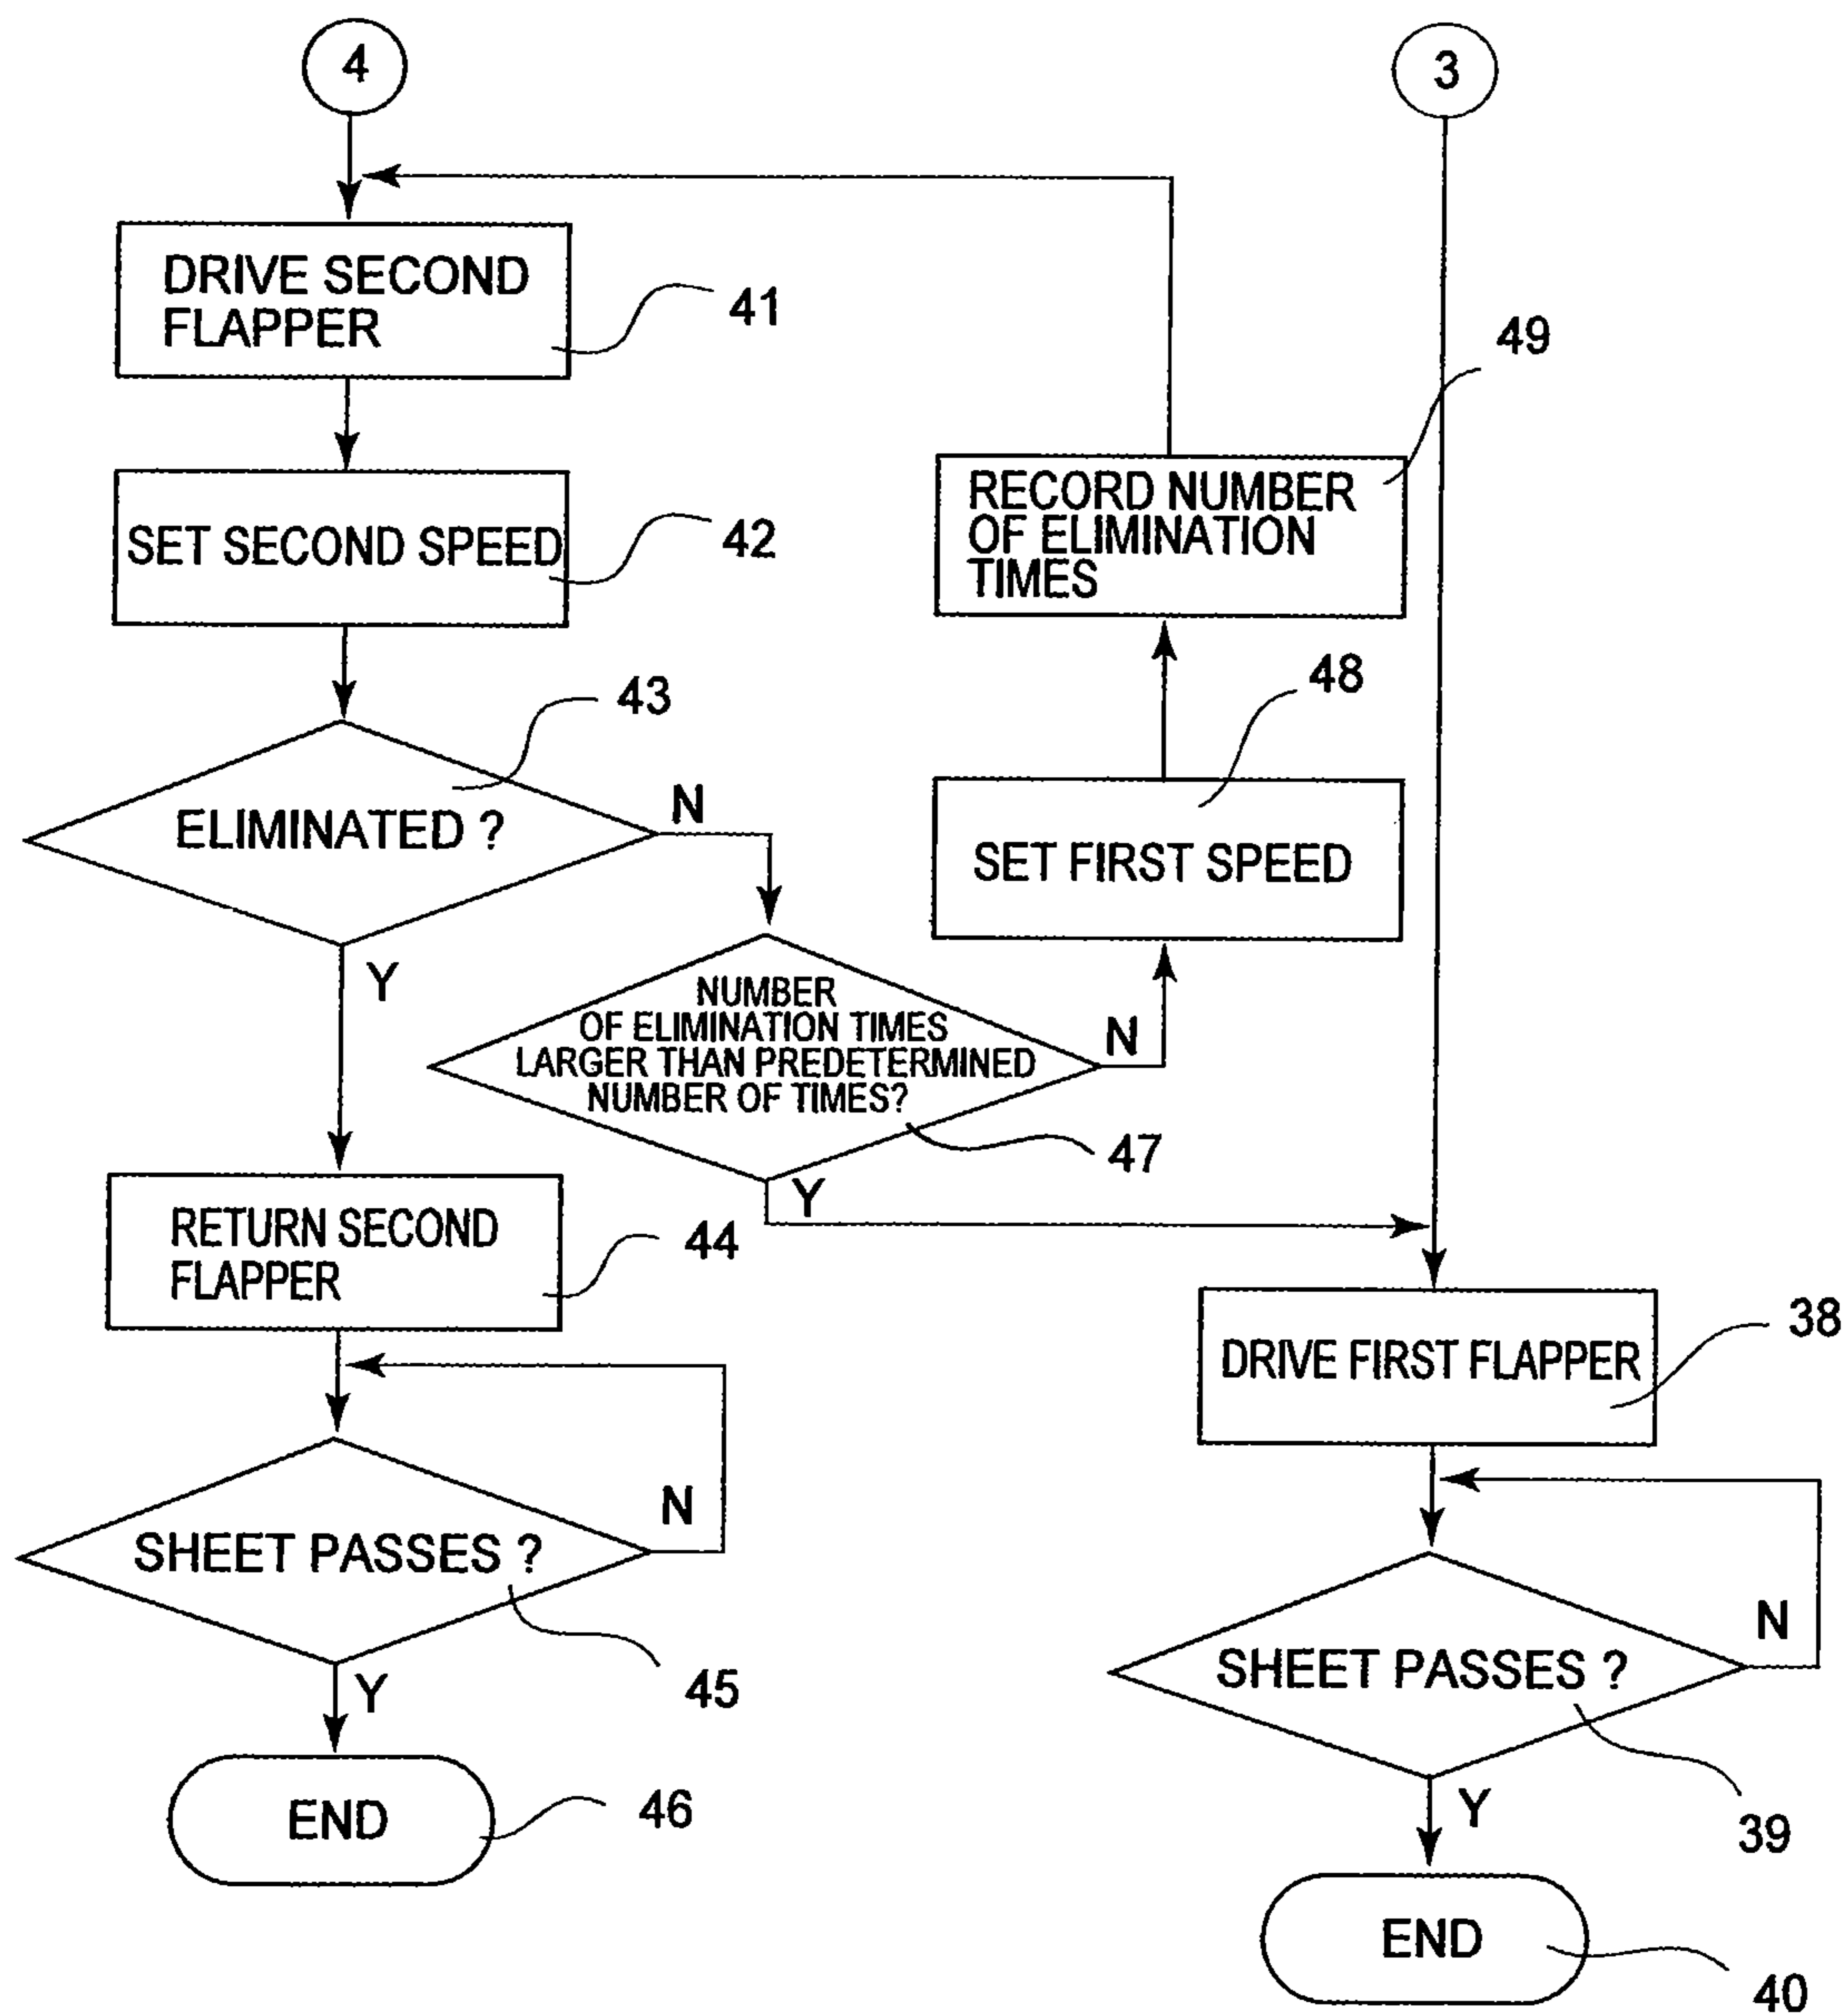 4
3
DRIVE SECOND
FLAPPER
41
49
RECORD NUMBER
OF ELIMINATION
TIMES
SET SECOND SPEED
42
43
48
ELIMINATED ?
N
SET FIRST SPEED
Y
NUMBER
OF ELIMINATION TIMES
LARGER THAN PREDETERMINED
NUMBER OF TIMES?
N
47
Y
RETURN SECOND
FLAPPER
44
38
DRIVE FIRST FLAPPER
SHEET PASSES ?
N
45
Y
SHEET PASSES ?
N
39
Y
END
46
END
40